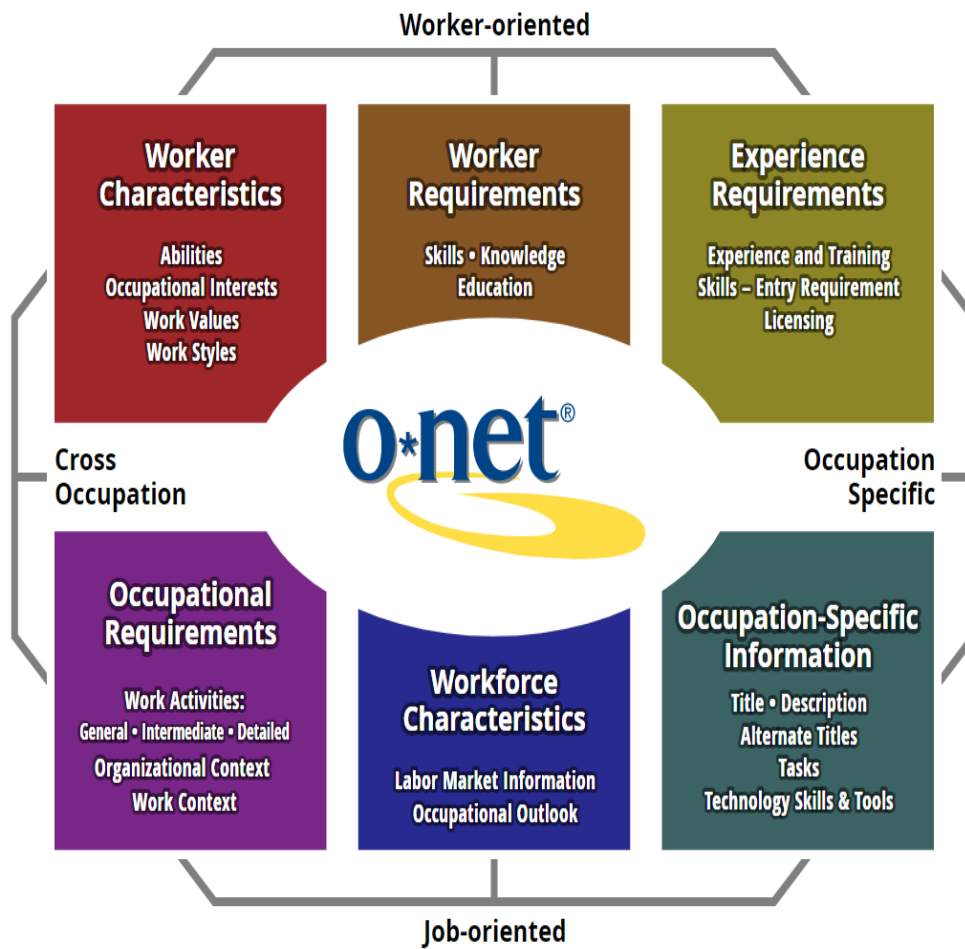 Worker-oriented
Worker
Characteristics
Abilities
Occupational Interests
Work Values
Work Styles
Worker
Requirements
Skills • Knowledge
Education
Experience
Requirements
Experience and Training
Skills – Entry Requirement
Licensing
o*net®
Cross
Occupation
Occupation
Specific
Occupational
Requirements
Work Activities:
General • Intermediate • Detailed
Organizational Context
Work Context
Workforce
Characteristics
Labor Market Information
Occupational Outlook
Occupation-Specific
Information
Title • Description
Alternate Titles
Tasks
Technology Skills & Tools
Job-oriented